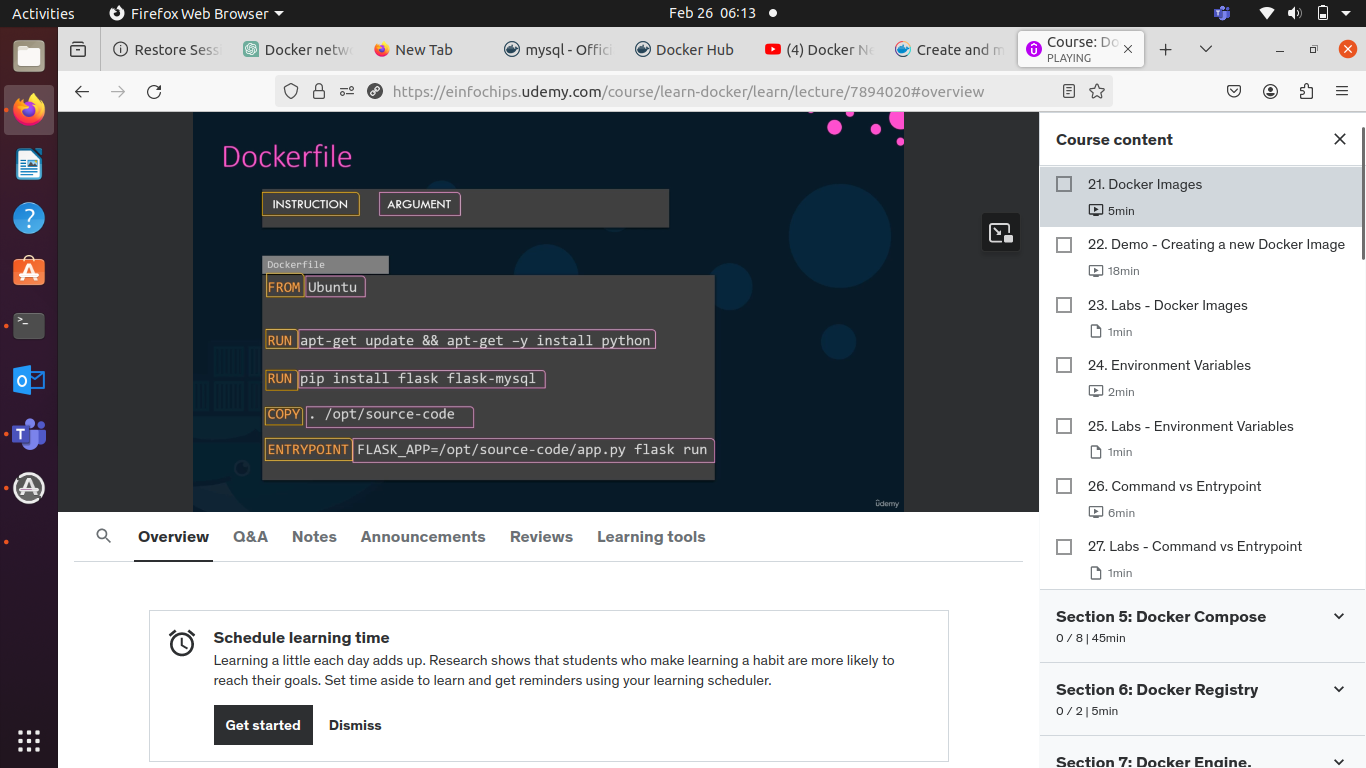 Activities
Firefox Web Browser
Feb 26 06:13
Restore Sess
Docker netw
New Tab
mysql - Offici
Docker Hub
(4) Docker Ne
Create and m
Course: Do
PLAYING
https://einfochips.udemy.com/course/learn-docker/learn/lecture/7894020#overview
Dockerfile
INSTRUCTION ARGUMENT
Dockerfile
FROM Ubuntu
RUN apt-get update && apt-get –y install python
RUN pip install flask flask-mysql
COPY . /opt/source-code
ENTRYPOINT FLASK_APP=/opt/source-code/app.py flask run
ûdemy
Overview
Q&A
Notes
Announcements
Reviews
Learning tools
Schedule learning time
Learning a little each day adds up. Research shows that students who make learning a habit are more likely to
reach their goals. Set time aside to learn and get reminders using your learning scheduler.
Get started
Dismiss
Course content
21. Docker Images
5min
22. Demo - Creating a new Docker Image
18min
23. Labs - Docker Images
1min
24. Environment Variables
2min
25. Labs - Environment Variables
1min
26. Command vs Entrypoint
6min
27. Labs - Command vs Entrypoint
1min
Section 5: Docker Compose
0 / 8 | 45min
Section 6: Docker Registry
0 / 2 | 5min
Section 7: Docker Engine,